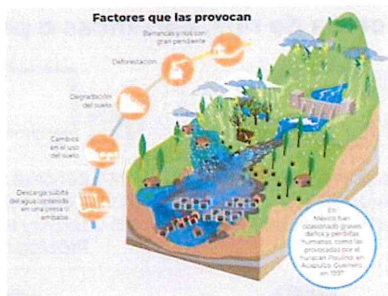 Factores que las provocan
Barrancas y ríos con
gran pendiente
Deforestación
Degradación
del suelo
Cambios
en el uso
del suelo
Descarga súbita
del agua contenida
en una presa o
embalse
En
México han
ocasionado graves
daños y pérdidas
humanas, como las
provocadas por el
huracán Paulina en
Acapulco, Guerrero,
en 1997